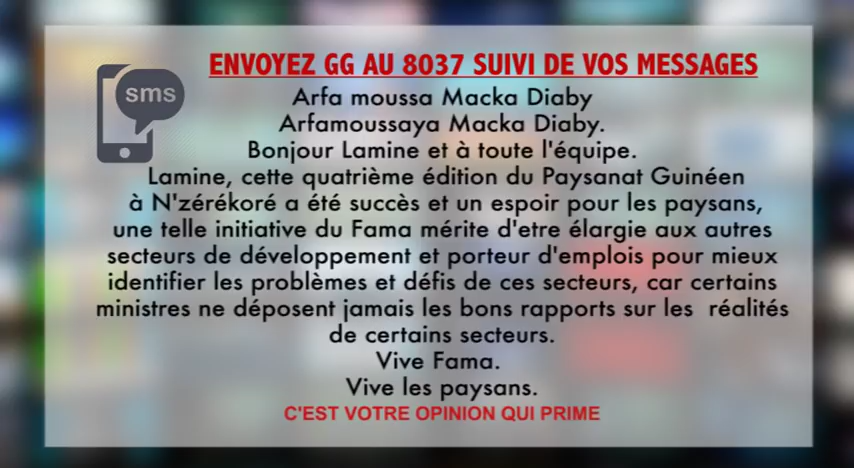 ENVOYEZ GG AU 8037 SUIVI DE VOS MESSAGES
sms
Arfa moussa Macka Diaby
Arfamoussaya Macka Diaby.
Bonjour Lamine et à toute l'équipe.
Lamine, cette quatrième édition du Paysanat Guinéen
à N'zérékoré a été succès et un espoir pour les paysans,
une telle initiative du Fama mérite d'etre élargie aux autres
secteurs de développement et porteur d'emplois pour mieux
identifier les problèmes et défis de ces secteurs, car certains
ministres ne déposent jamais les bons rapports sur les réalités
de certains secteurs.
Vive Fama.
Vive les paysans.
C'EST VOTRE OPINION QUI PRIME